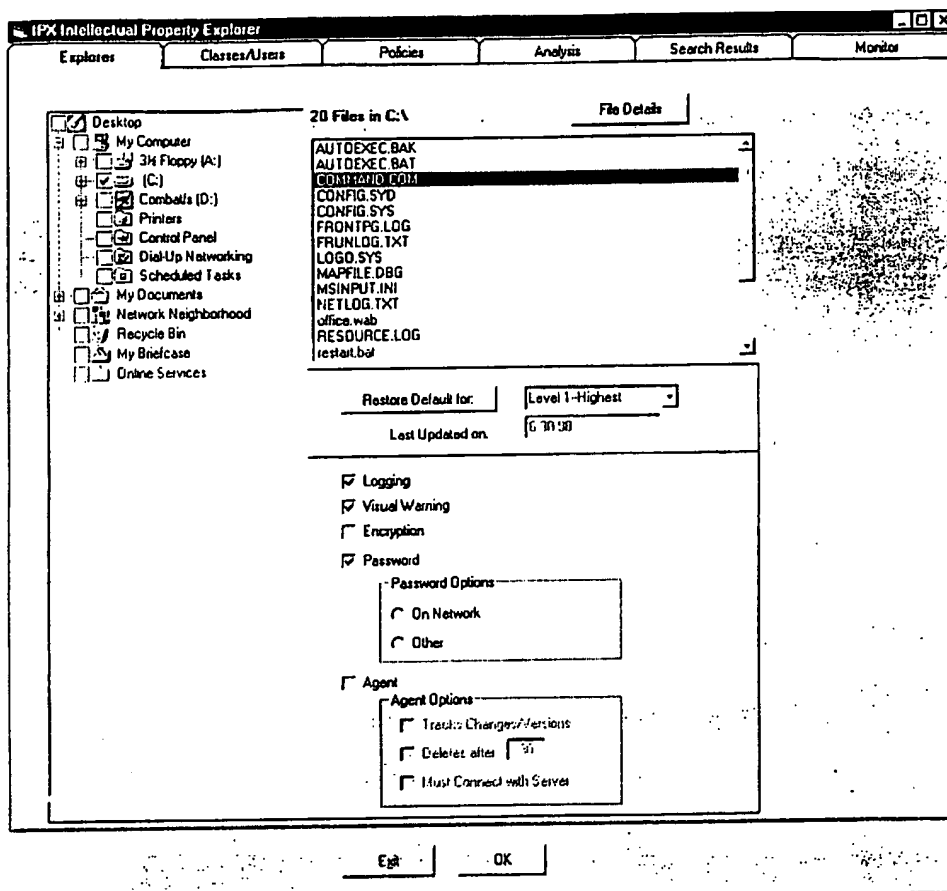 IPX Intellectual Property Explorer
Explorer Classes/Users Policies Analysis Search Results Monitor
Desktop
My Computer
3½ Floppy (A:)
(C:)
(D:)
Printers
Control Panel
Dial-Up Networking
Scheduled Tasks
My Documents
Network Neighborhood
Recycle Bin
My Briefcase
Online Services
20 Files in C:\
File Details
AUTOEXEC.BAK
AUTOEXEC.BAT
COMMAND.COM
CONFIG.SYD
CONFIG.SYS
FRONTPG.LOG
FRUNLOG.TXT
LOGO.SYS
MAPFILE.DBG
MSINPUT.INI
NETLOG.TXT
office.wab
RESOURCE.LOG
restart.bat
Restore Default for: Level 1--Highest
Last Updated on.
Logging
Visual Warning
Encryption
Password
Password Options
On Network
Other
Agent
Agent Options
Tracks Changes/Versions
Deletes after
Must Connect with Server
Exit OK